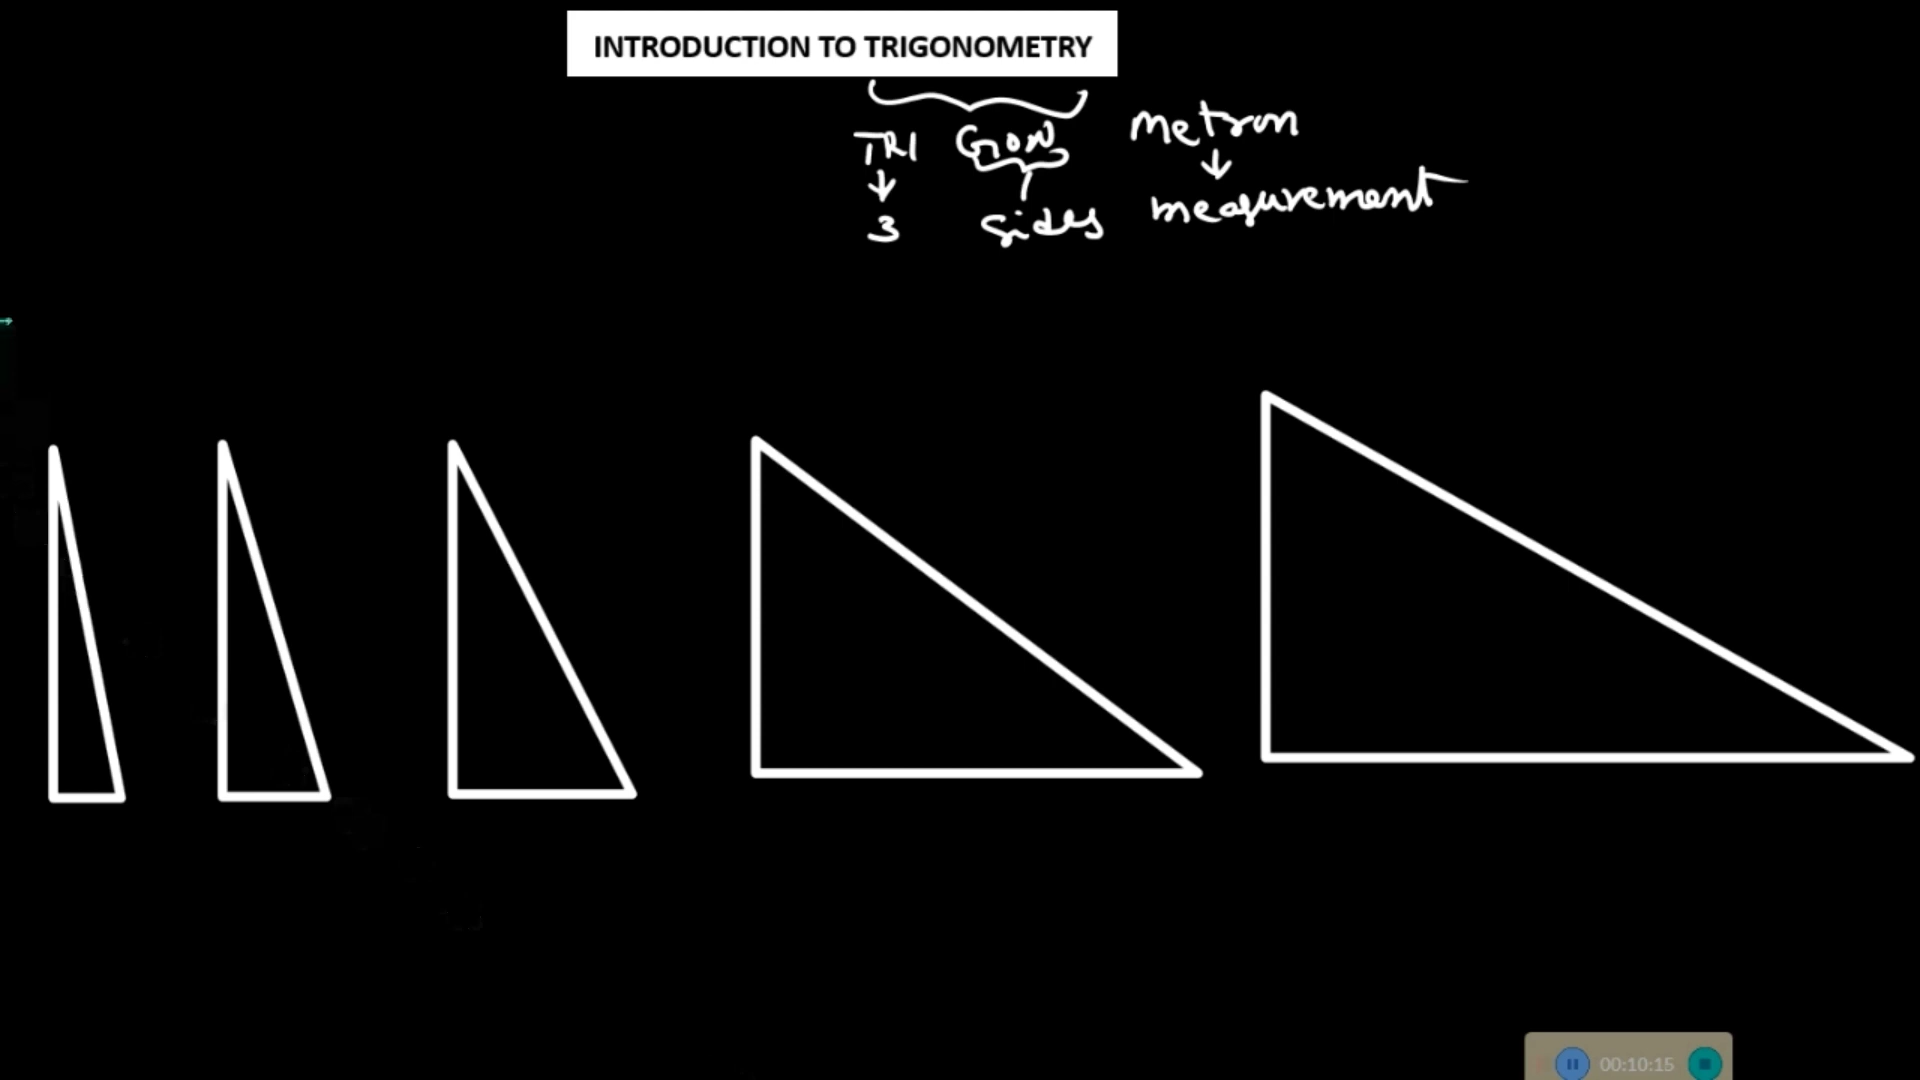 INTRODUCTION TO TRIGONOMETRY
TRI GON Metron
3 sides measurement
00:10:15